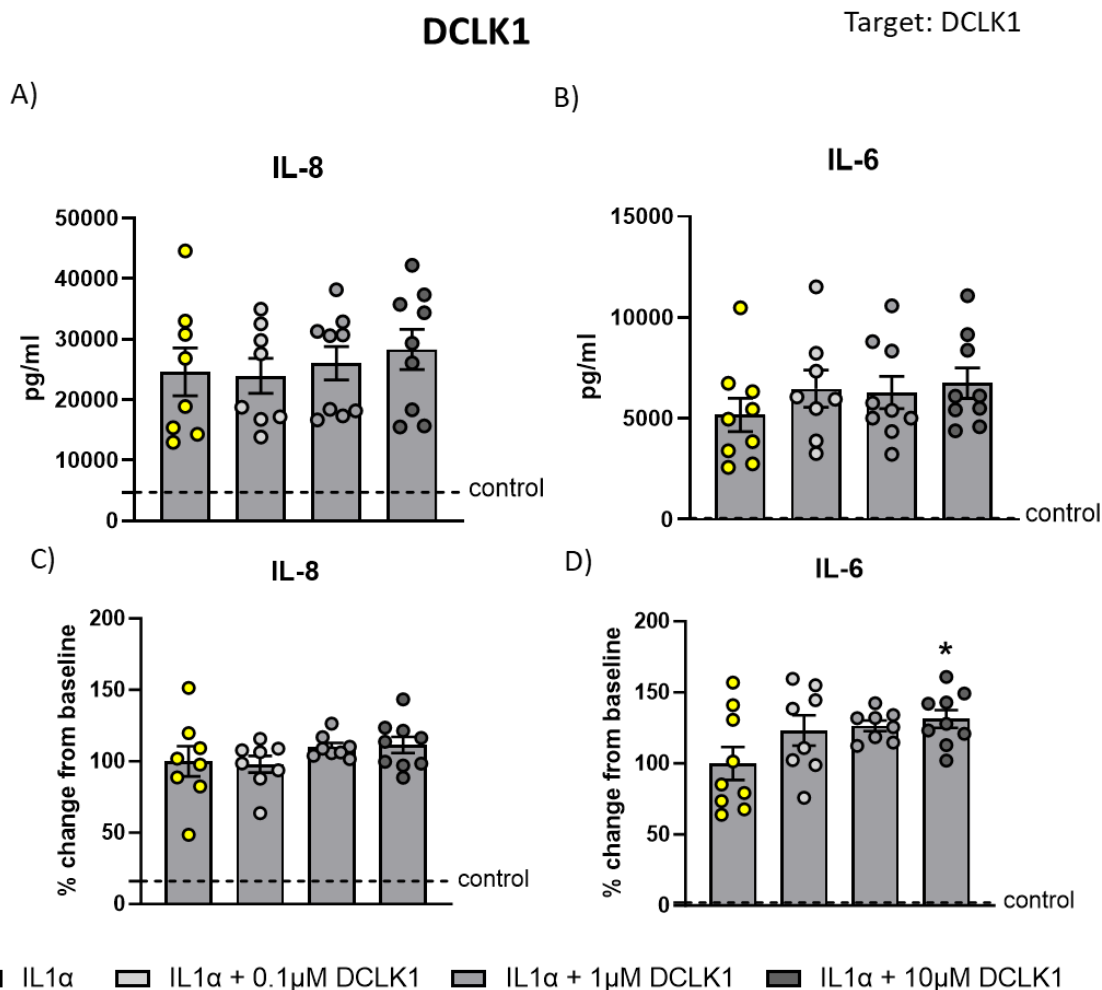 DCLK1
Target: DCLK1
A)
B)
IL-8
IL-6
50000
40000
30000
20000
10000
0
pg/ml
control
15000
10000
5000
0
pg/ml
control
C)
D)
IL-8
IL-6
200
150
100
50
0
% change from baseline
control
200
150
100
50
0
% change from baseline
*
control
IL1α
IL1α + 0.1µM DCLK1
IL1α + 1µM DCLK1
IL1α + 10µM DCLK1